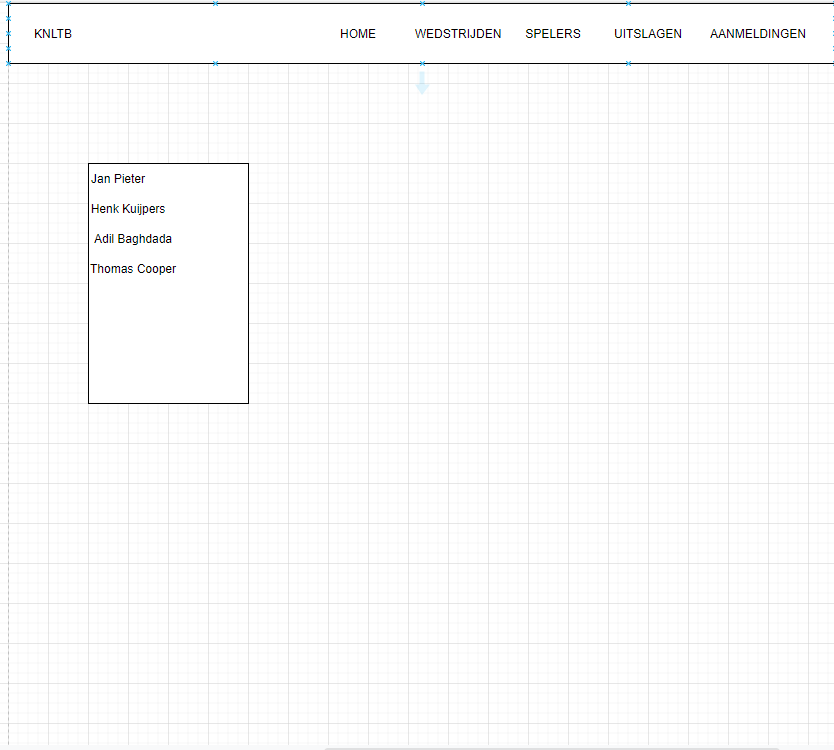 KNLTB HOME WEDSTRIJDEN SPELERS UITSLAGEN AANMELDINGEN
Jan Pieter
Henk Kuijpers
Adil Baghdada
Thomas Cooper